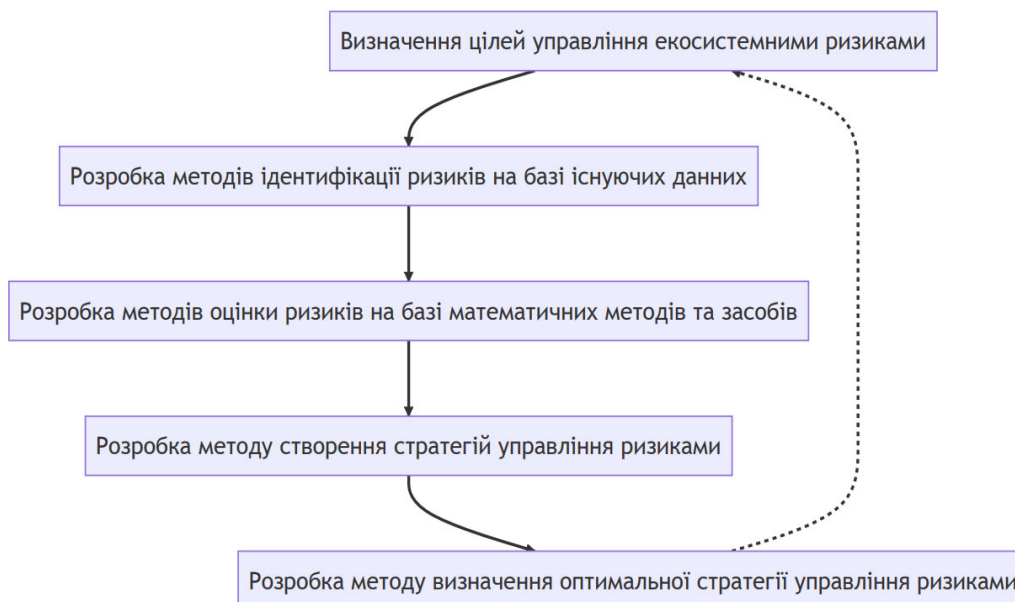 Визначення цілей управління екосистемними ризиками
Розробка методів ідентифікації ризиків на базі існуючих данних
Розробка методів оцінки ризиків на базі математичних методів та засобів
Розробка методу створення стратегій управління ризиками
Розробка методу визначення оптимальної стратегії управління ризиками